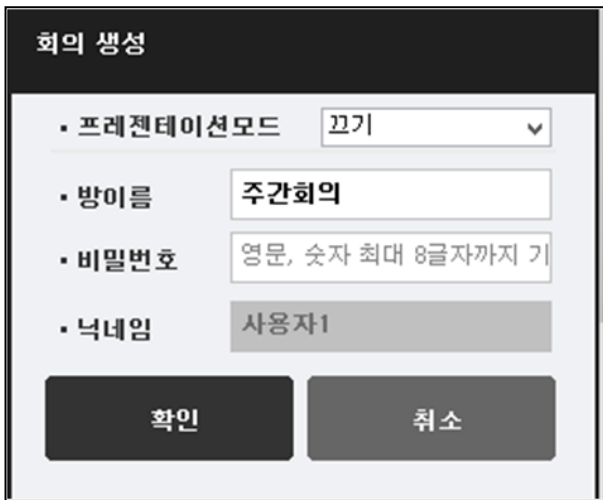 회의 생성
▪ 프레젠테이션모드 끄기
▪ 방이름 주간회의
▪ 비밀번호 영문, 숫자 최대 8글자까지 기
▪ 닉네임 사용자1
확인 취소